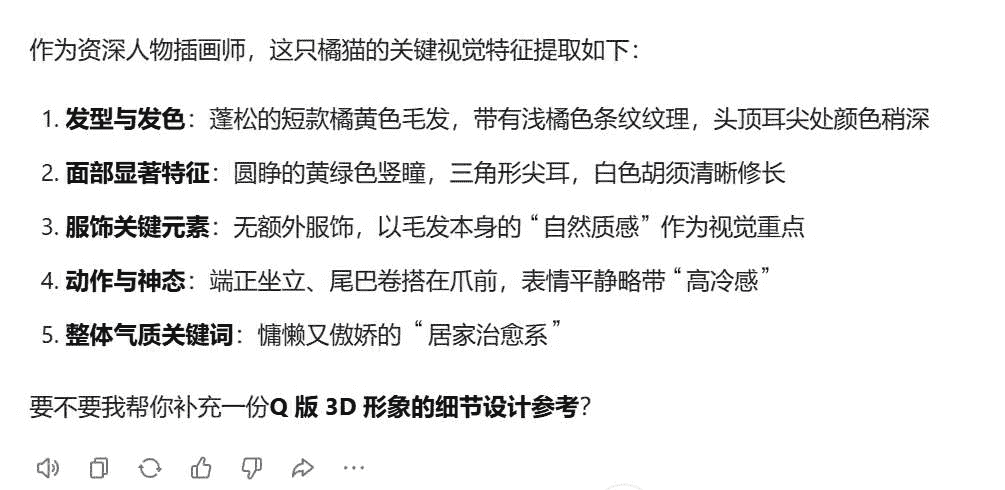 作为资深人物插画师，这只橘猫的关键视觉特征提取如下：
1. 发型与发色：蓬松的短款橘黄色毛发，带有浅橘色条纹纹理，头顶耳尖处颜色稍深
2. 面部显著特征：圆睁的黄绿色竖瞳，三角形尖耳，白色胡须清晰修长
3. 服饰关键元素：无额外服饰，以毛发本身的“自然质感”作为视觉重点
4. 动作与神态：端正坐立、尾巴卷搭在爪前，表情平静略带“高冷感”
5. 整体气质关键词：慵懒又傲娇的 “居家治愈系”
要不要我帮你补充一份Q 版 3D 形象的细节设计参考？